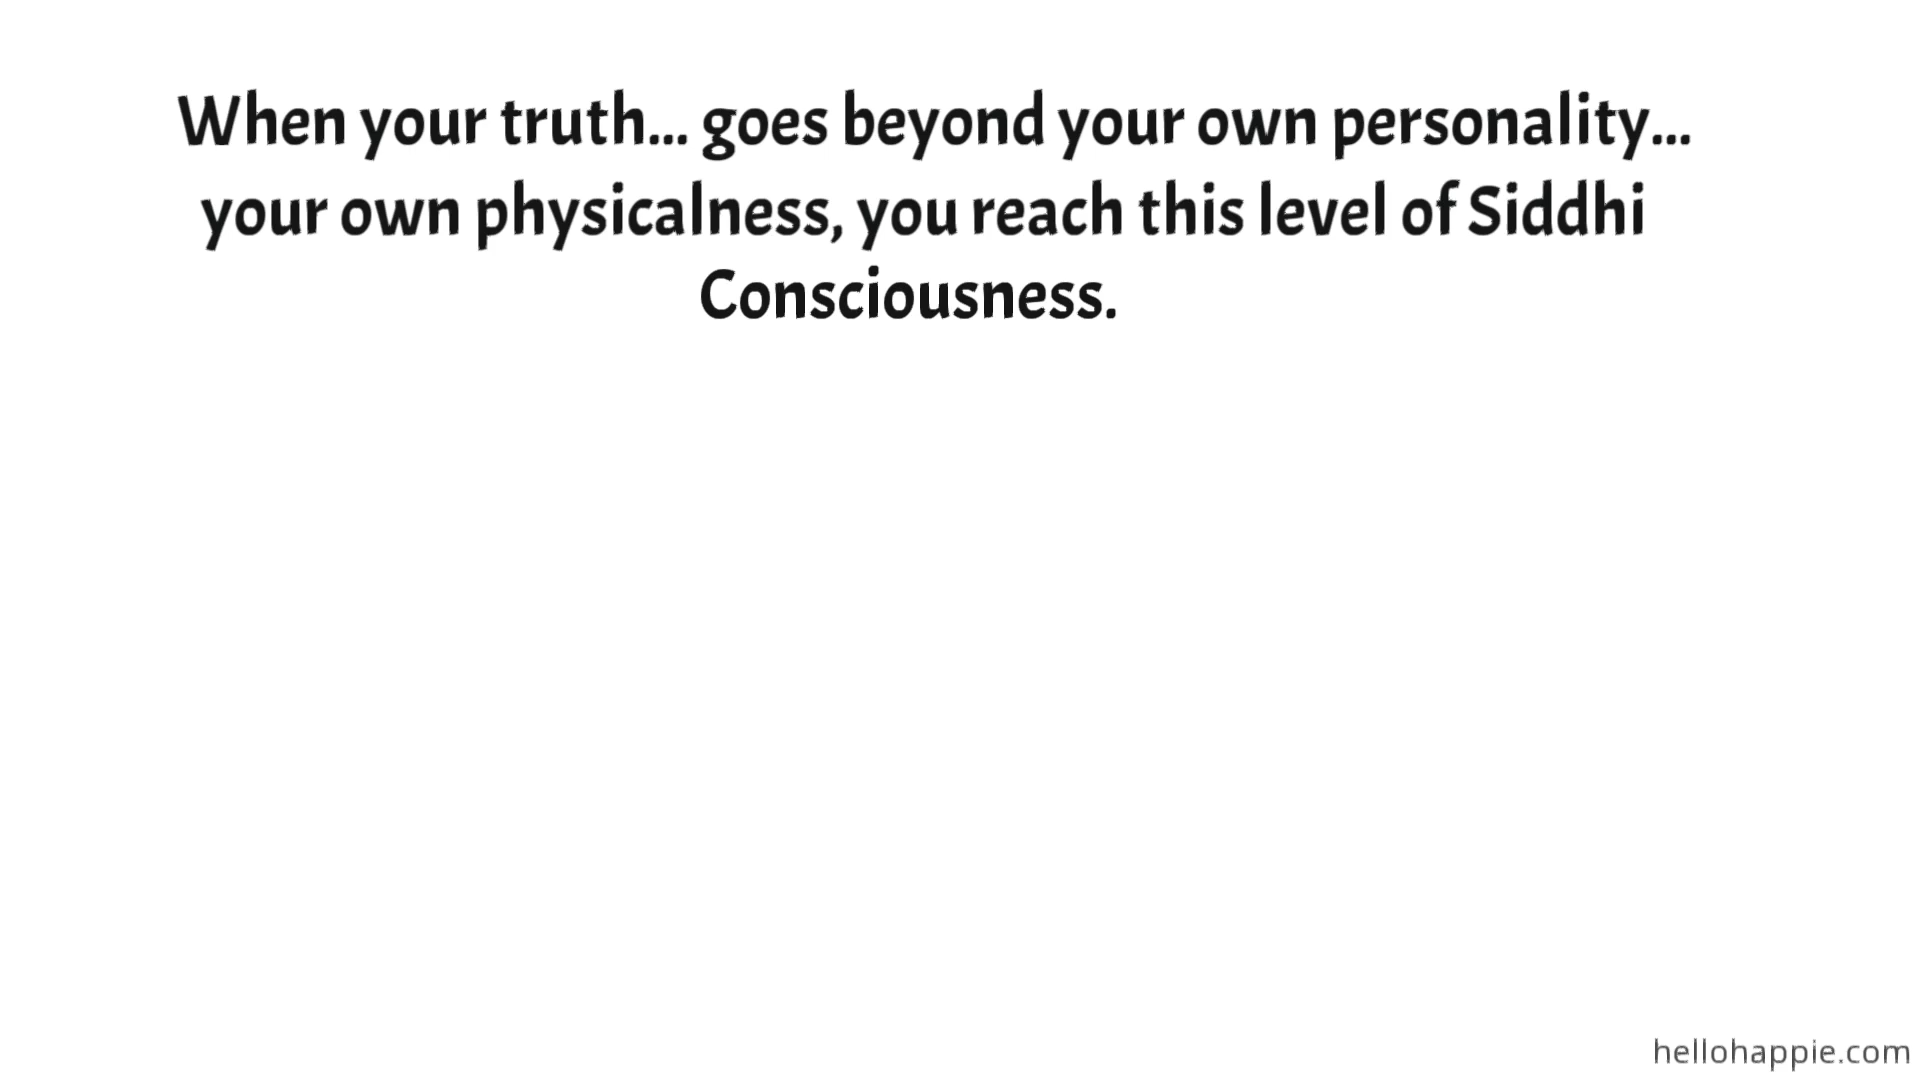 When your truth... goes beyond your own personality...
your own physicalness, you reach this level of Siddhi
Consciousness.
hellohappie.com